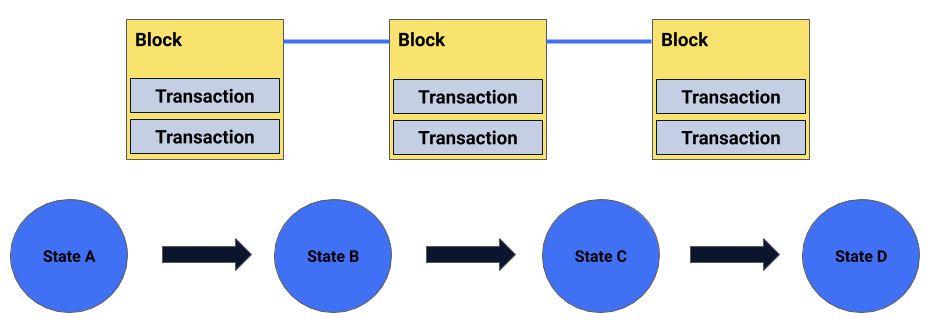 Block
Transaction
Transaction
Block
Transaction
Transaction
Block
Transaction
Transaction
State A
State B
State C
State D